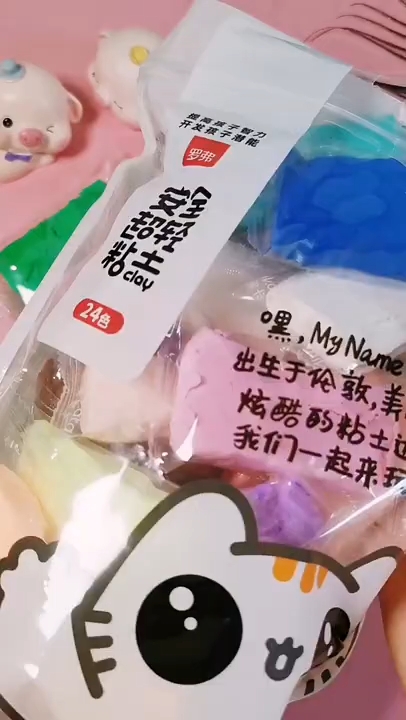 提高孩子智力
开发孩子潜能
罗弗
安全
超轻
粘土
clay
24色
嘿,My Name
出生于伦敦,美
炫酷的粘土
我们一起来玩